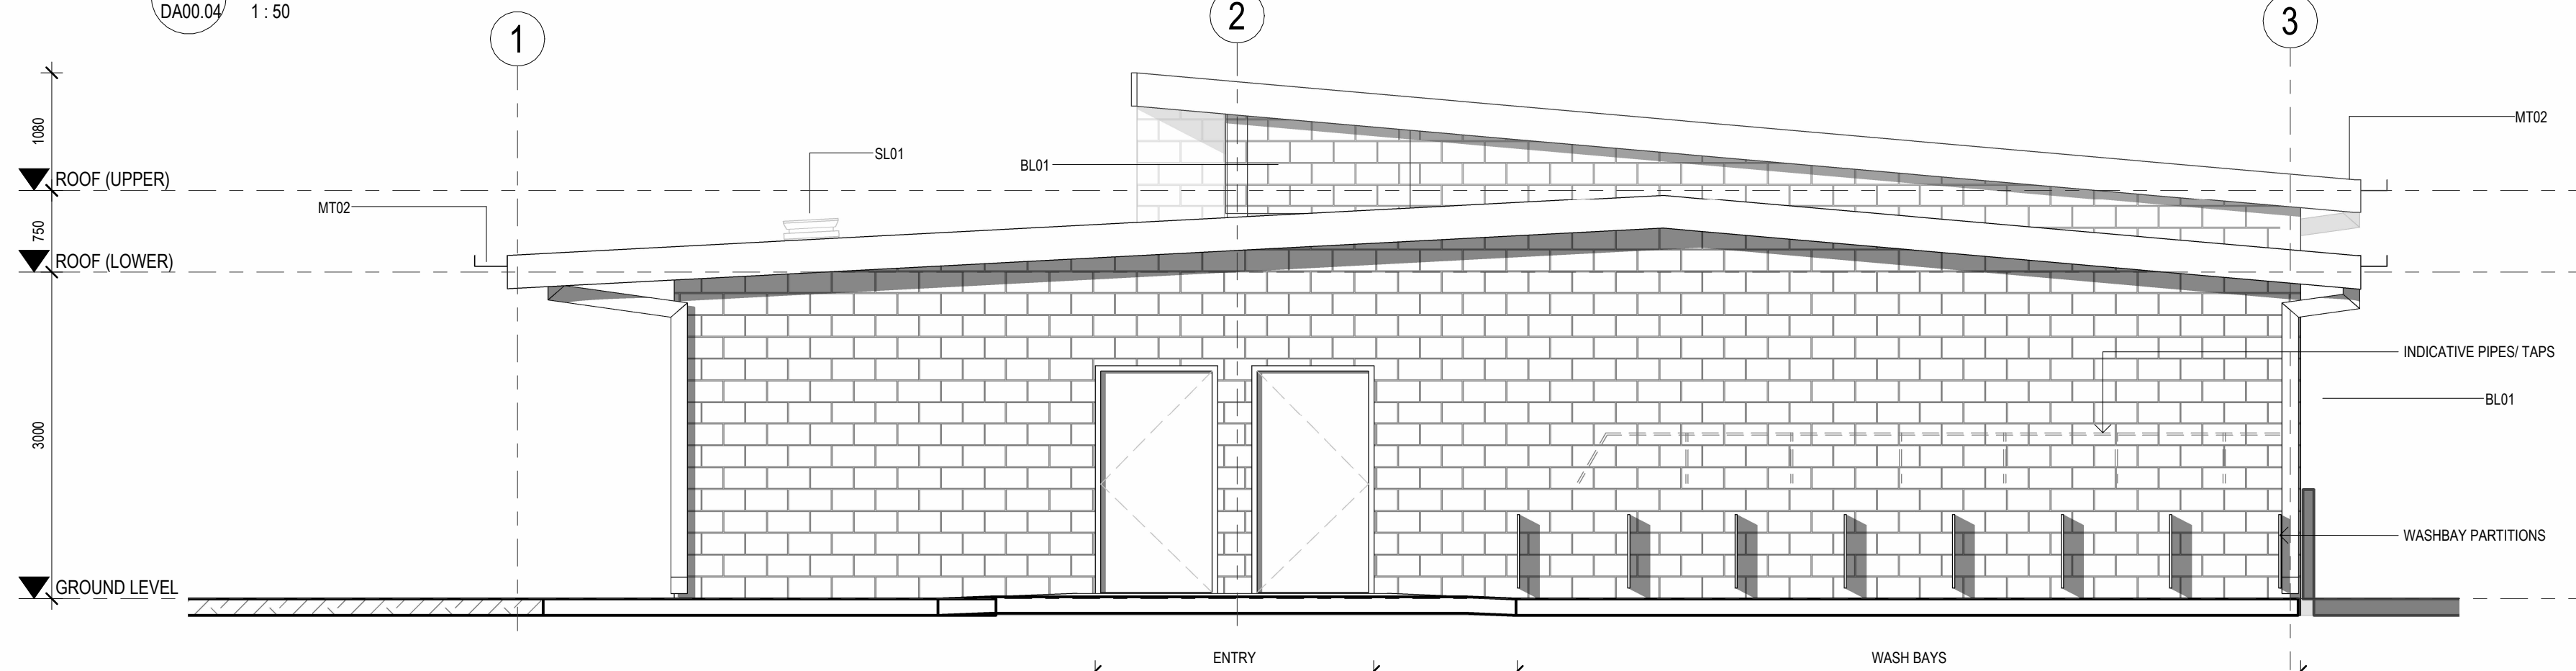 DA00.04 1 : 50
1
2
3
1080
MT02
SL01
BL01
ROOF (UPPER)
MT02
750
ROOF (LOWER)
INDICATIVE PIPES/ TAPS
BL01
3000
WASHBAY PARTITIONS
GROUND LEVEL
ENTRY
WASH BAYS